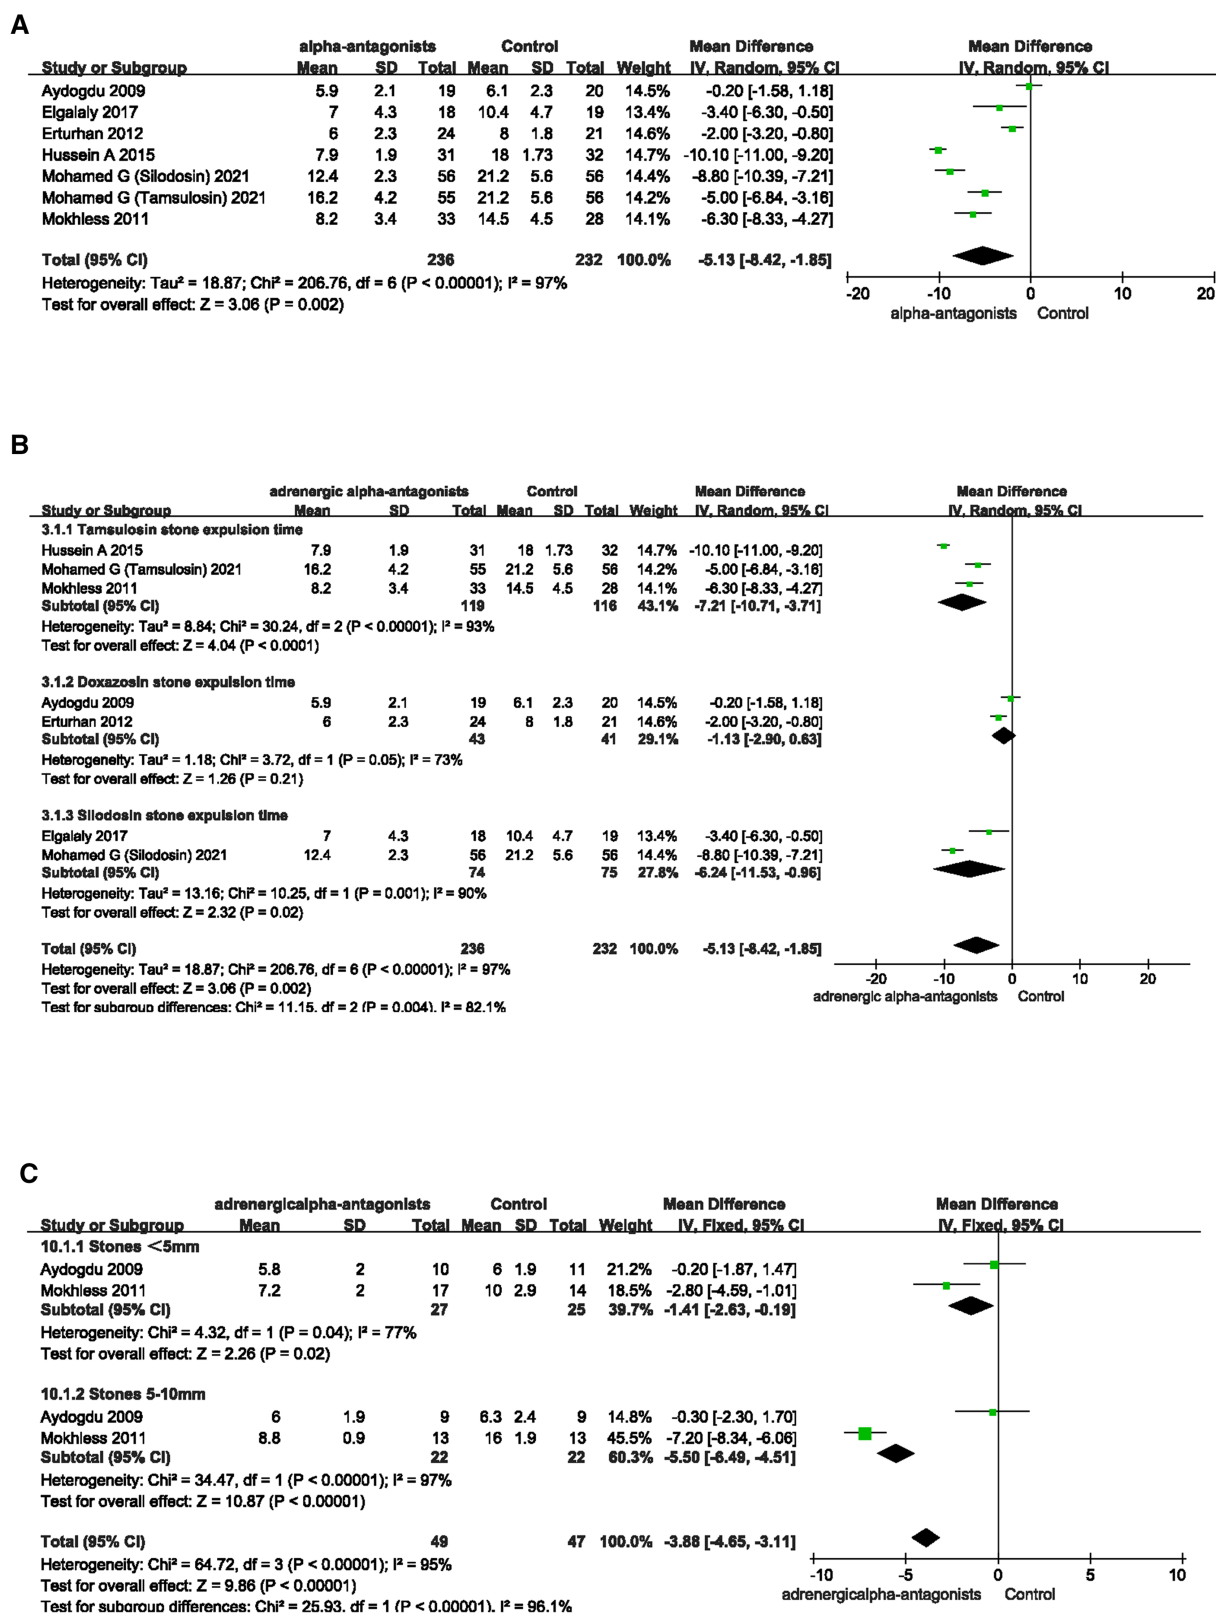 A
alpha-antagonists Control Mean Difference Mean Difference
Study or Subgroup Mean SD Total Mean SD Total Weight IV, Random, 95% CI IV, Random, 95% CI
Aydogdu 2009 5.9 2.1 19 6.1 2.3 20 14.5% -0.20 [-1.58, 1.18]
Elgalaly 2017 7 4.3 18 10.4 4.7 19 13.4% -3.40 [-6.30, -0.50]
Erturhan 2012 6 2.3 24 8 1.8 21 14.6% -2.00 [-3.20, -0.80]
Hussein A 2015 7.9 1.9 31 18 1.73 32 14.7% -10.10 [-11.00, -9.20]
Mohamed G (Silodosin) 2021 12.4 2.3 56 21.2 5.6 56 14.4% -8.80 [-10.39, -7.21]
Mohamed G (Tamsulosin) 2021 16.2 4.2 55 21.2 5.6 56 14.2% -5.00 [-6.84, -3.16]
Mokhless 2011 8.2 3.4 33 14.5 4.5 28 14.1% -6.30 [-8.33, -4.27]
Total (95% CI) 236 232 100.0% -5.13 [-8.42, -1.85]
Heterogeneity: Tau² = 18.87; Chi² = 206.76, df = 6 (P < 0.00001); I² = 97%
Test for overall effect: Z = 3.06 (P = 0.002)
-20 -10 0 10 20
alpha-antagonists Control
B
adrenergic alpha-antagonists Control Mean Difference Mean Difference
Study or Subgroup Mean SD Total Mean SD Total Weight IV, Random, 95% CI IV, Random, 95% CI
3.1.1 Tamsulosin stone expulsion time
Hussein A 2015 7.9 1.9 31 18 1.73 32 14.7% -10.10 [-11.00, -9.20]
Mohamed G (Tamsulosin) 2021 16.2 4.2 55 21.2 5.6 56 14.2% -5.00 [-6.84, -3.16]
Mokhless 2011 8.2 3.4 33 14.5 4.5 28 14.1% -6.30 [-8.33, -4.27]
Subtotal (95% CI) 119 116 43.1% -7.21 [-10.71, -3.71]
Heterogeneity: Tau² = 8.84; Chi² = 30.24, df = 2 (P < 0.00001); I² = 93%
Test for overall effect: Z = 4.04 (P < 0.0001)
3.1.2 Doxazosin stone expulsion time
Aydogdu 2009 5.9 2.1 19 6.1 2.3 20 14.5% -0.20 [-1.58, 1.18]
Erturhan 2012 6 2.3 24 8 1.8 21 14.6% -2.00 [-3.20, -0.80]
Subtotal (95% CI) 43 41 29.1% -1.13 [-2.90, 0.63]
Heterogeneity: Tau² = 1.18; Chi² = 3.72, df = 1 (P = 0.05); I² = 73%
Test for overall effect: Z = 1.26 (P = 0.21)
3.1.3 Silodosin stone expulsion time
Elgalaly 2017 7 4.3 18 10.4 4.7 19 13.4% -3.40 [-6.30, -0.50]
Mohamed G (Silodosin) 2021 12.4 2.3 56 21.2 5.6 56 14.4% -8.80 [-10.39, -7.21]
Subtotal (95% CI) 74 75 27.8% -6.24 [-11.53, -0.96]
Heterogeneity: Tau² = 13.16; Chi² = 10.25, df = 1 (P = 0.001); I² = 90%
Test for overall effect: Z = 2.32 (P = 0.02)
Total (95% CI) 236 232 100.0% -5.13 [-8.42, -1.85]
Heterogeneity: Tau² = 18.87; Chi² = 206.76, df = 6 (P < 0.00001); I² = 97%
Test for overall effect: Z = 3.06 (P = 0.002)
Test for subgroup differences: Chi² = 11.15, df = 2 (P = 0.004), I² = 82.1%
-20 -10 0 10 20
adrenergic alpha-antagonists Control
C
adrenergicalpha-antagonists Control Mean Difference Mean Difference
Study or Subgroup Mean SD Total Mean SD Total Weight IV, Fixed, 95% CI IV, Fixed, 95% CI
10.1.1 Stones ＜5mm
Aydogdu 2009 5.8 2 10 6 1.9 11 21.2% -0.20 [-1.87, 1.47]
Mokhless 2011 7.2 2 17 10 2.9 14 18.5% -2.80 [-4.59, -1.01]
Subtotal (95% CI) 27 25 39.7% -1.41 [-2.63, -0.19]
Heterogeneity: Chi² = 4.32, df = 1 (P = 0.04); I² = 77%
Test for overall effect: Z = 2.26 (P = 0.02)
10.1.2 Stones 5-10mm
Aydogdu 2009 6 1.9 9 6.3 2.4 9 14.8% -0.30 [-2.30, 1.70]
Mokhless 2011 8.8 0.9 13 16 1.9 13 45.5% -7.20 [-8.34, -6.06]
Subtotal (95% CI) 22 22 60.3% -5.50 [-6.49, -4.51]
Heterogeneity: Chi² = 34.47, df = 1 (P < 0.00001); I² = 97%
Test for overall effect: Z = 10.87 (P < 0.00001)
Total (95% CI) 49 47 100.0% -3.88 [-4.65, -3.11]
Heterogeneity: Chi² = 64.72, df = 3 (P < 0.00001); I² = 95%
Test for overall effect: Z = 9.86 (P < 0.00001)
Test for subgroup differences: Chi² = 25.93, df = 1 (P < 0.00001), I² = 96.1%
-10 -5 0 5 10
adrenergicalpha-antagonists Control